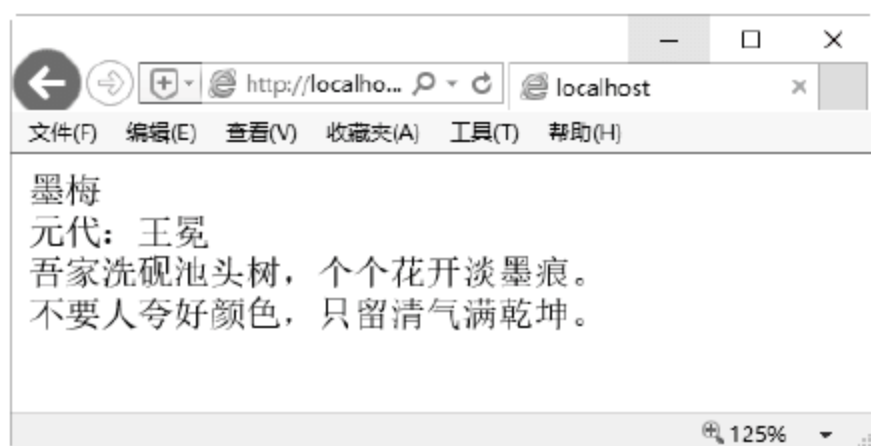 http://localho...
localhost
文件(F) 编辑(E) 查看(V) 收藏夹(A) 工具(T) 帮助(H)
墨梅
元代：王冕
吾家洗砚池头树，个个花开淡墨痕。
不要人夸好颜色，只留清气满乾坤。
125%